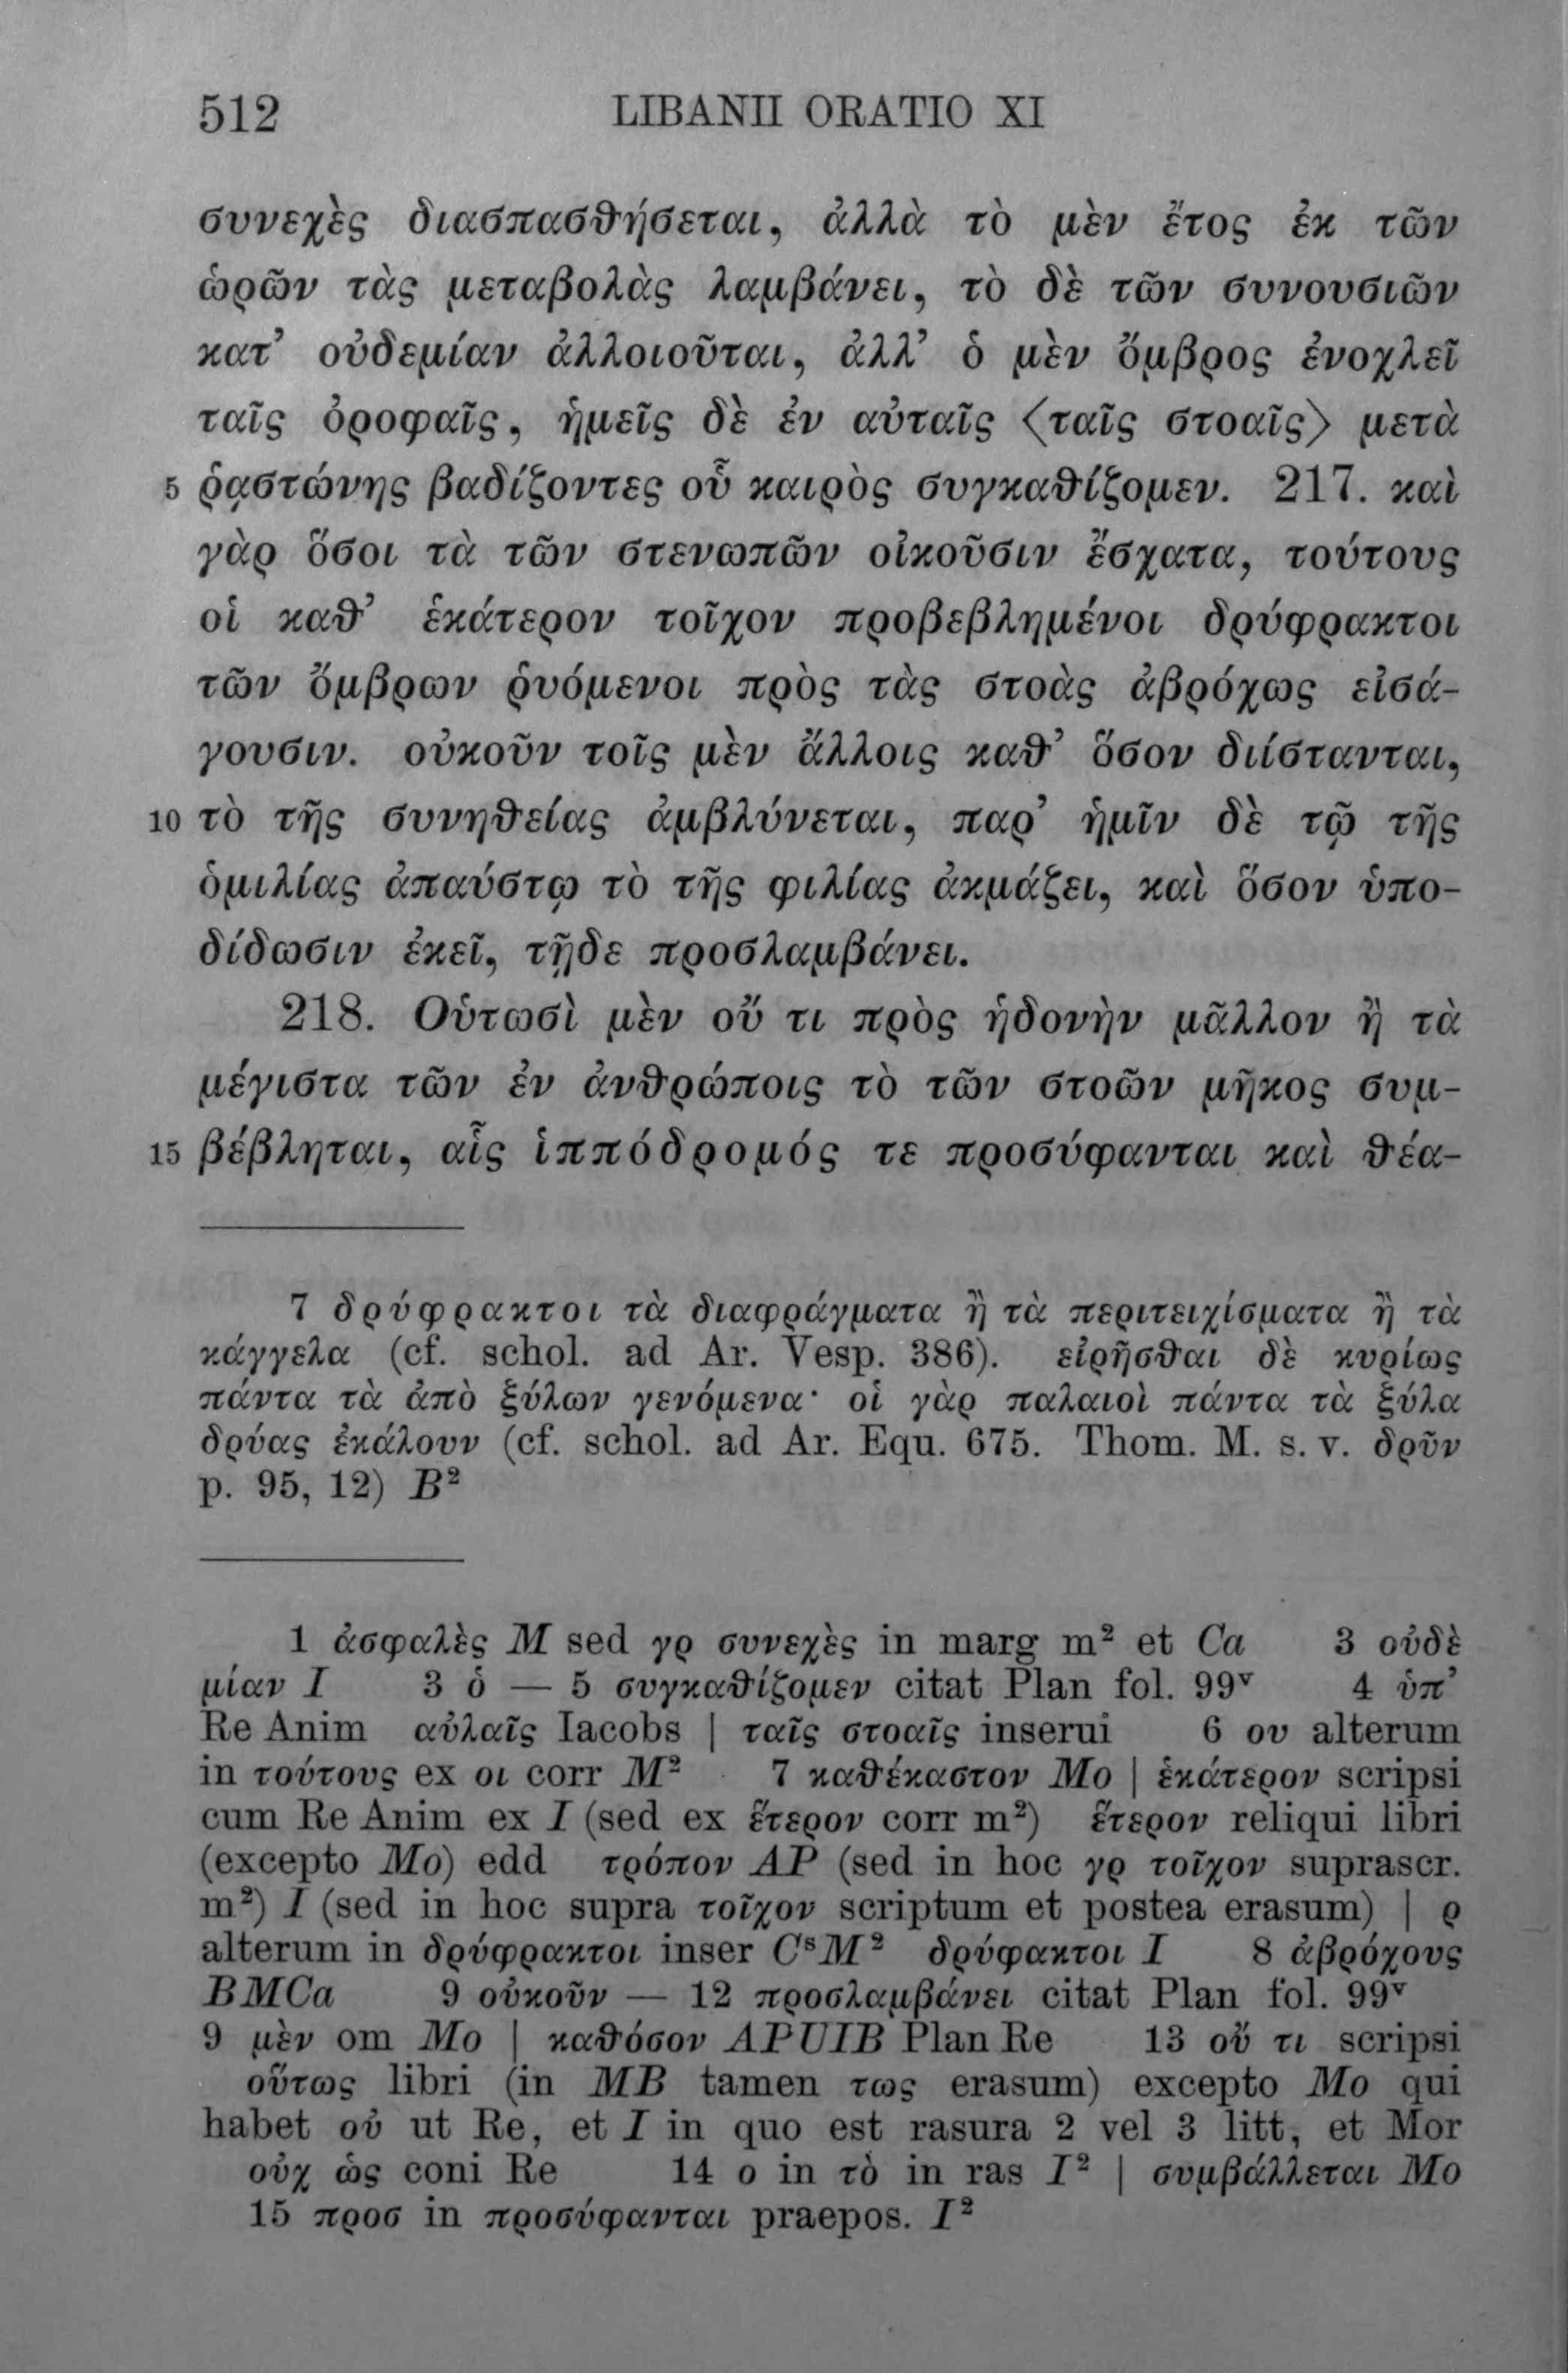 512 LIBANII ORATIO XI
συνεχὲς διασπασθήσεται, ἀλλὰ τὸ μὲν ἔτος ἐκ τῶν
ὡρῶν τὰς μεταβολὰς λαμβάνει, τὸ δὲ τῶν συνουσιῶν
κατ’ οὐδεμίαν ἀλλοιοῦται, ἀλλ’ ὁ μὲν ὄμβρος ἐνοχλεῖ
ταῖς ὀροφαῖς, ἡμεῖς δὲ ἐν αὐταῖς ⟨ταῖς στοαῖς⟩ μετὰ
5 ῥᾳστώνης βαδίζοντες οὗ καιρὸς συγκαθίζομεν. 217. καὶ
γὰρ ὅσοι τὰ τῶν στενωπῶν οἰκοῦσιν ἔσχατα, τούτους
οἱ καθ’ ἑκάτερον τοῖχον προβεβλημένοι δρύφρακτοι
τῶν ὄμβρων ῥυόμενοι πρὸς τὰς στοὰς ἀβρόχως εἰσά-
γουσιν. οὐκοῦν τοῖς μὲν ἄλλοις καθ’ ὅσον διίστανται,
10 τὸ τῆς συνηθείας ἀμβλύνεται, παρ’ ἡμῖν δὲ τῷ τῆς
ὁμιλίας ἀπαύστῳ τὸ τῆς φιλίας ἀκμάζει, καὶ ὅσον ὑπο-
δίδωσιν ἐκεῖ, τῇδε προσλαμβάνει.
218. Οὑτωσὶ μὲν οὔ τι πρὸς ἡδονὴν μᾶλλον ἢ τὰ
μέγιστα τῶν ἐν ἀνθρώποις τὸ τῶν στοῶν μῆκος συμ-
15 βέβληται, αἷς ἱππόδρομός τε προσύφανται καὶ θέα-
7 δρύφρακτοι τὰ διαφράγματα ἢ τὰ περιτειχίσματα ἢ τὰ
κάγγελα (cf. schol. ad Ar. Vesp. 386). εἰρῆσθαι δὲ κυρίως
πάντα τὰ ἀπὸ ξύλων γενόμενα· οἱ γὰρ παλαιοὶ πάντα τὰ ξύλα
δρύας ἐκάλουν (cf. schol. ad Ar. Equ. 675. Thom. M. s. v. δρῦν
p. 95, 12) B²
1 ἀσφαλὲς M sed γρ συνεχὲς in marg m² et Ca 3 οὐδὲ
μίαν I 3 ὁ — 5 συγκαθίζομεν citat Plan fol. 99ᵛ 4 ὑπ’
Re Anim αὐλαῖς Iacobs | ταῖς στοαῖς inserui 6 ου alterum
in τούτους ex οι corr M² 7 καθέκαστον Mo | ἑκάτερον scripsi
cum Re Anim ex I (sed ex ἕτερον corr m²) ἕτερον reliqui libri
(excepto Mo) edd τρόπον AP (sed in hoc γρ τοῖχον suprascr.
m²) I (sed in hoc supra τοῖχον scriptum et postea erasum) | ρ
alterum in δρύφρακτοι inser CˢM² δρύφακτοι I 8 ἀβρόχους
BMCa 9 οὐκοῦν — 12 προσλαμβάνει citat Plan fol. 99ᵛ
9 μὲν om Mo | καθόσον APUIB Plan Re 13 οὔ τι scripsi
οὕτως libri (in MB tamen τως erasum) excepto Mo qui
habet οὐ ut Re, et I in quo est rasura 2 vel 3 litt, et Mor
οὐχ ὡς coni Re 14 ο in τὸ in ras I² | συμβάλλεται Mo
15 προσ in προσύφανται praepos. I²